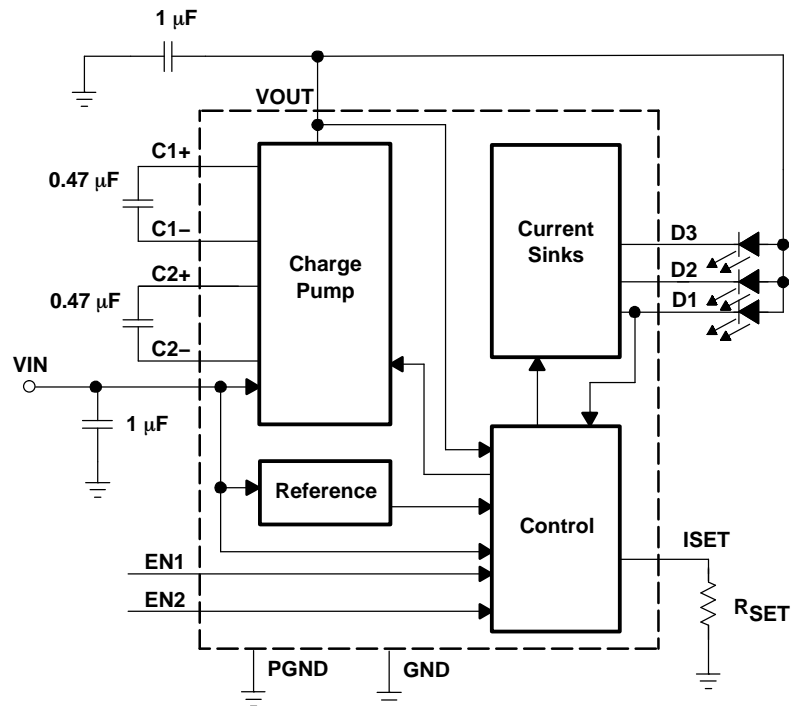 1 μF
VOUT
C1+
0.47 μF
C1−
C2+
0.47 μF
C2−
Charge
Pump
Current
Sinks
D3
D2
D1
VIN
1 μF
Reference
Control
ISET
EN1
EN2
RSET
PGND
GND